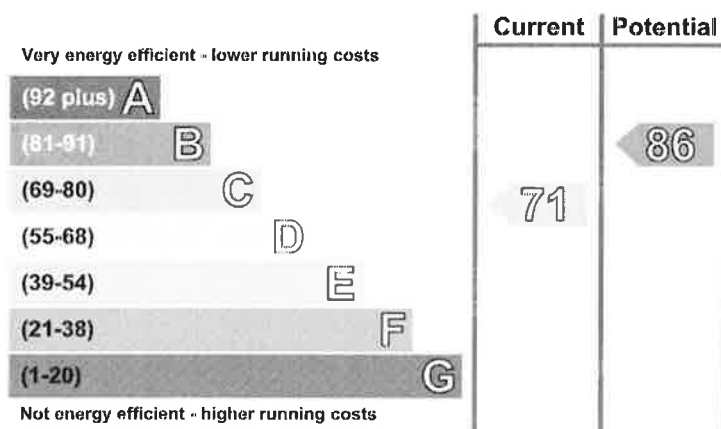 Current Potential
Very energy efficient - lower running costs
(92 plus) A
(81-91) B
86
(69-80) C
71
(55-68) D
(39-54) E
(21-38) F
(1-20) G
Not energy efficient - higher running costs